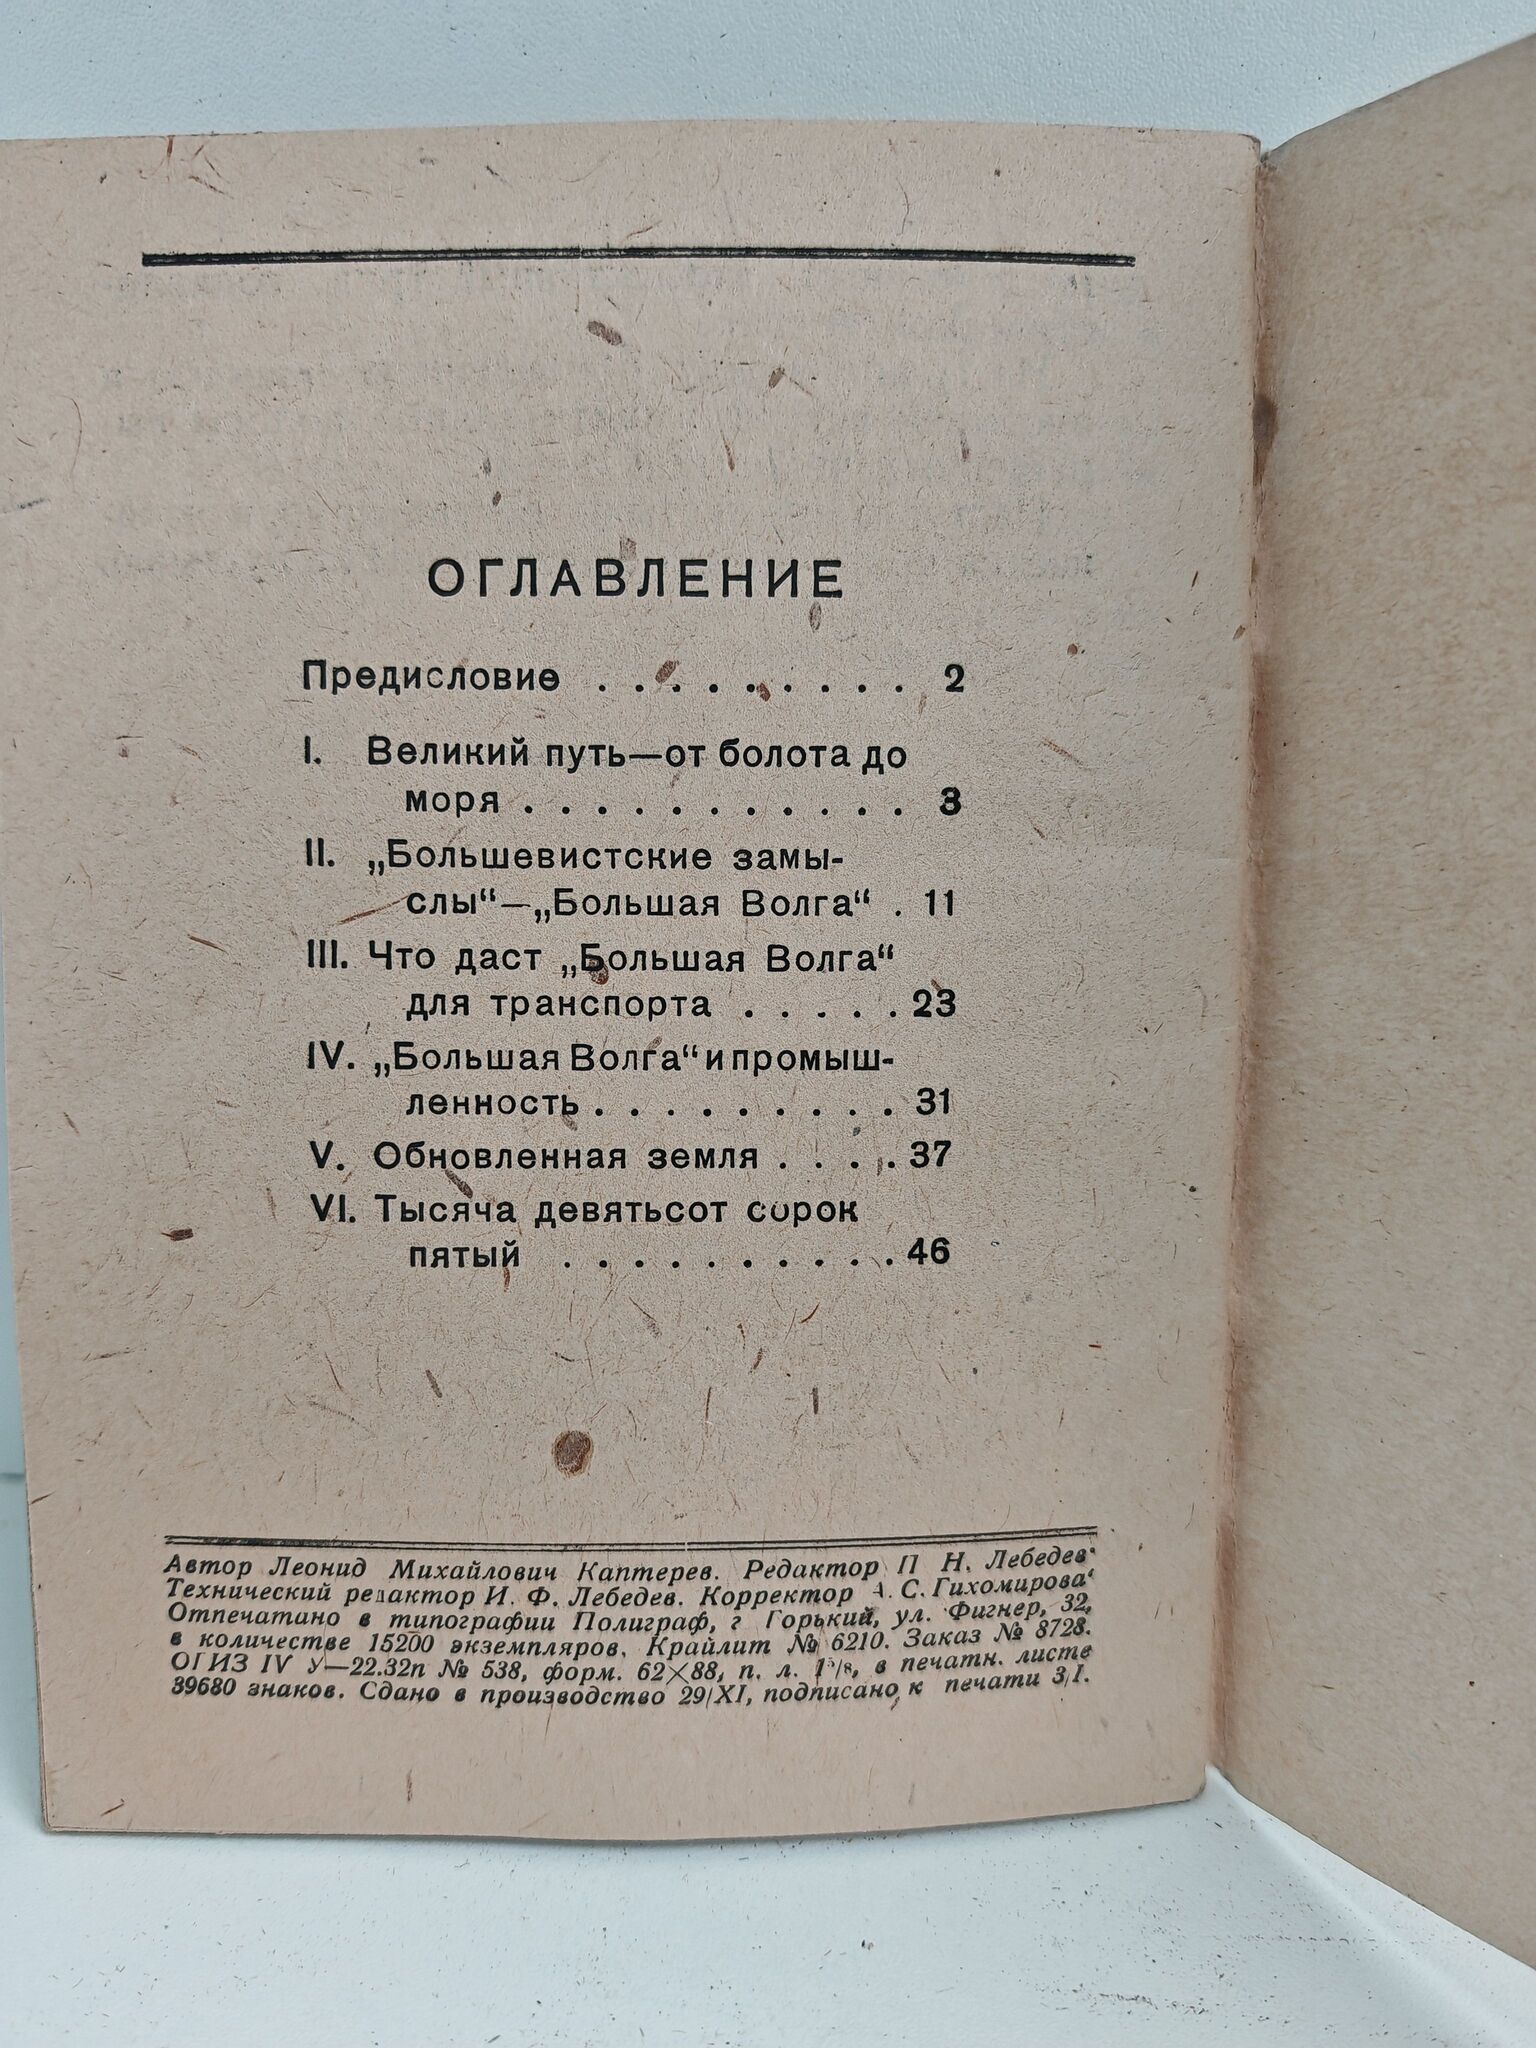 ОГЛАВЛЕНИЕ
Предисловие . . . . . . . . . 2
I. Великий путь—от болота до
моря . . . . . . . . . . . 3
II. „Большевистские замы-
слы“—„Большая Волга“ . 11
III. Что даст „Большая Волга“
для транспорта . . . . . 23
IV. „Большая Волга“ и промыш-
ленность . . . . . . . . . 31
V. Обновленная земля . . . . 37
VI. Тысяча девятьсот сорок
пятый . . . . . . . . . . 46
Автор Леонид Михайлович Каптерев. Редактор П Н. Лебедев.
Технический редактор И. Ф. Лебедев. Корректор А. С. Тихомирова.
Отпечатано в типографии Полиграф, г Горький, ул. Фигнер, 32,
в количестве 15200 экземпляров. Крайлит № 6210. Заказ № 8728.
ОГИЗ IV У—22.32п № 538, форм. 62×88, п. л. в печатн. листе
39680 знаков. Сдано в производство 29/XI, подписано к печати 3/I.